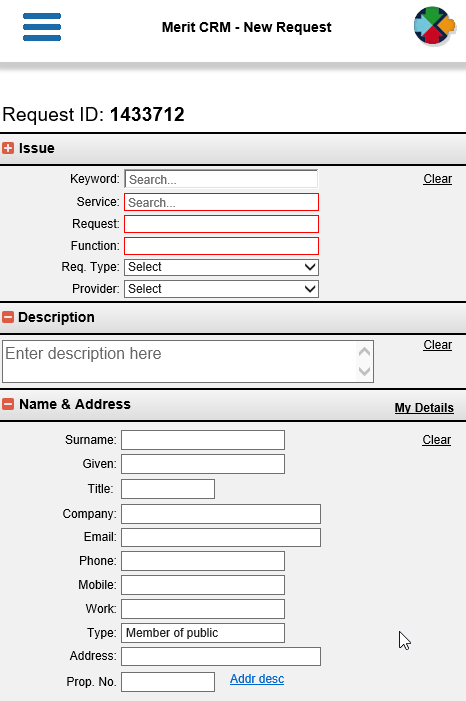 Merit CRM - New Request
Request ID: 1433712
Issue
Keyword: Search... Clear
Service: Search...
Request:
Function:
Req. Type: Select
Provider: Select
Description
Enter description here Clear
Name & Address My Details
Surname: Clear
Given:
Title:
Company:
Email:
Phone:
Mobile:
Work:
Type: Member of public
Address:
Prop. No. Addr desc